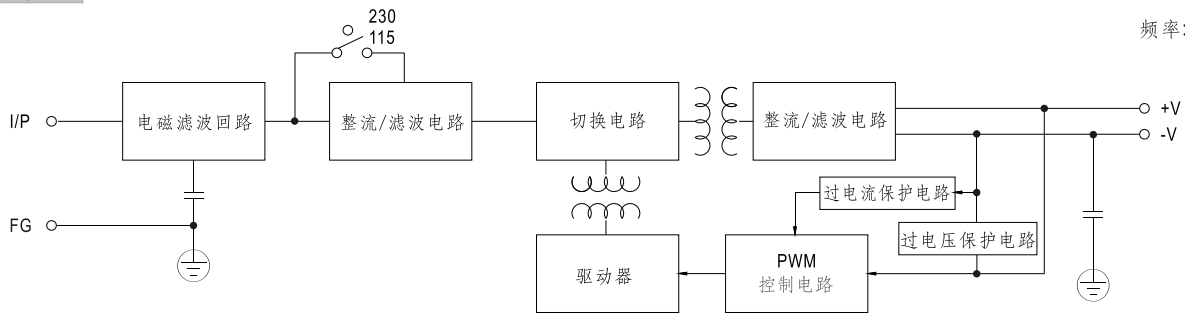 230
115
频率:
I/P
电磁滤波回路
整流/滤波电路
切换电路
整流/滤波电路
+V
-V
过电流保护电路
FG
过电压保护电路
驱动器
PWM
控制电路